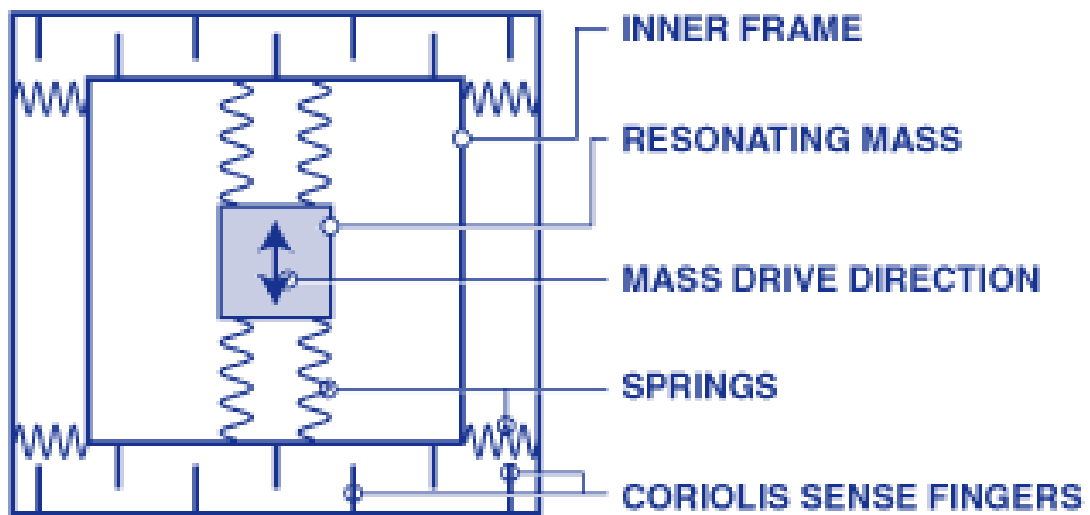 INNER FRAME
RESONATING MASS
MASS DRIVE DIRECTION
SPRINGS
CORIOLIS SENSE FINGERS